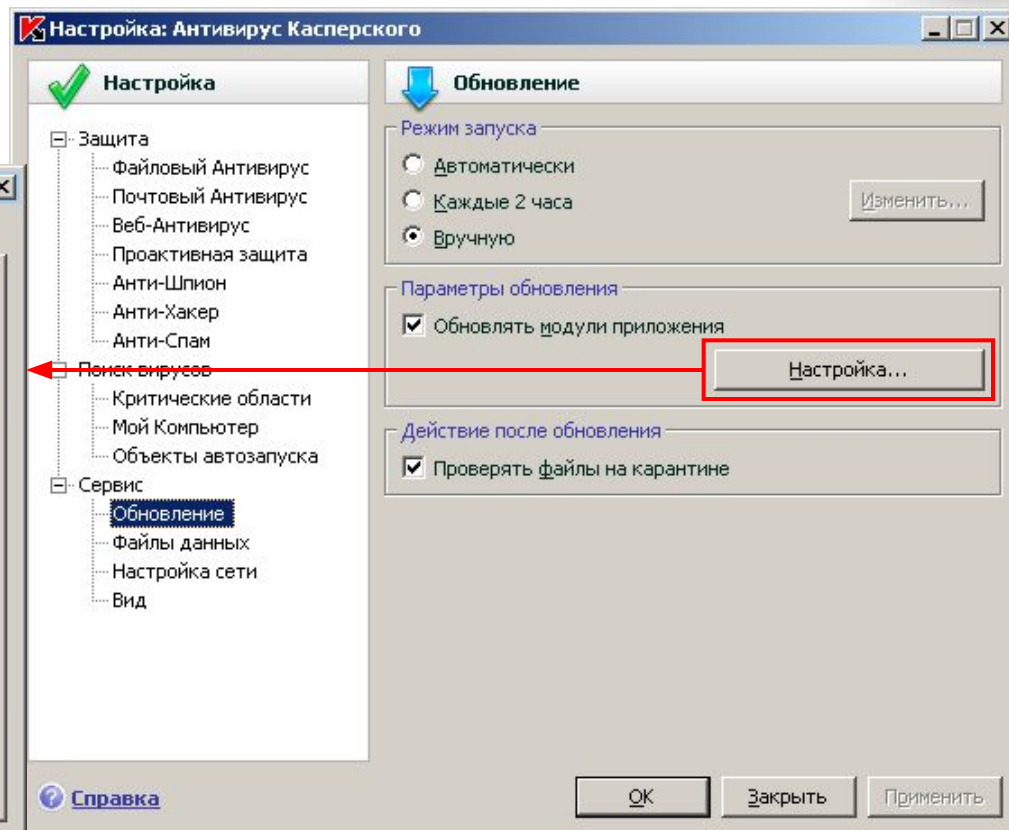 Настройка: Антивирус Касперского
Настройка
Защита
Файловый Антивирус
Почтовый Антивирус
Веб-Антивирус
Проактивная защита
Анти-Шпион
Анти-Хакер
Анти-Спам
Поиск вирусов
Критические области
Мой Компьютер
Объекты автозапуска
Сервис
Обновление
Файлы данных
Настройка сети
Вид
Обновление
Режим запуска
Автоматически
Каждые 2 часа
Изменить...
Вручную
Параметры обновления
Обновлять модули приложения
Настройка...
Действие после обновления
Проверять файлы на карантине
Справка
ОК
Закрыть
Применить